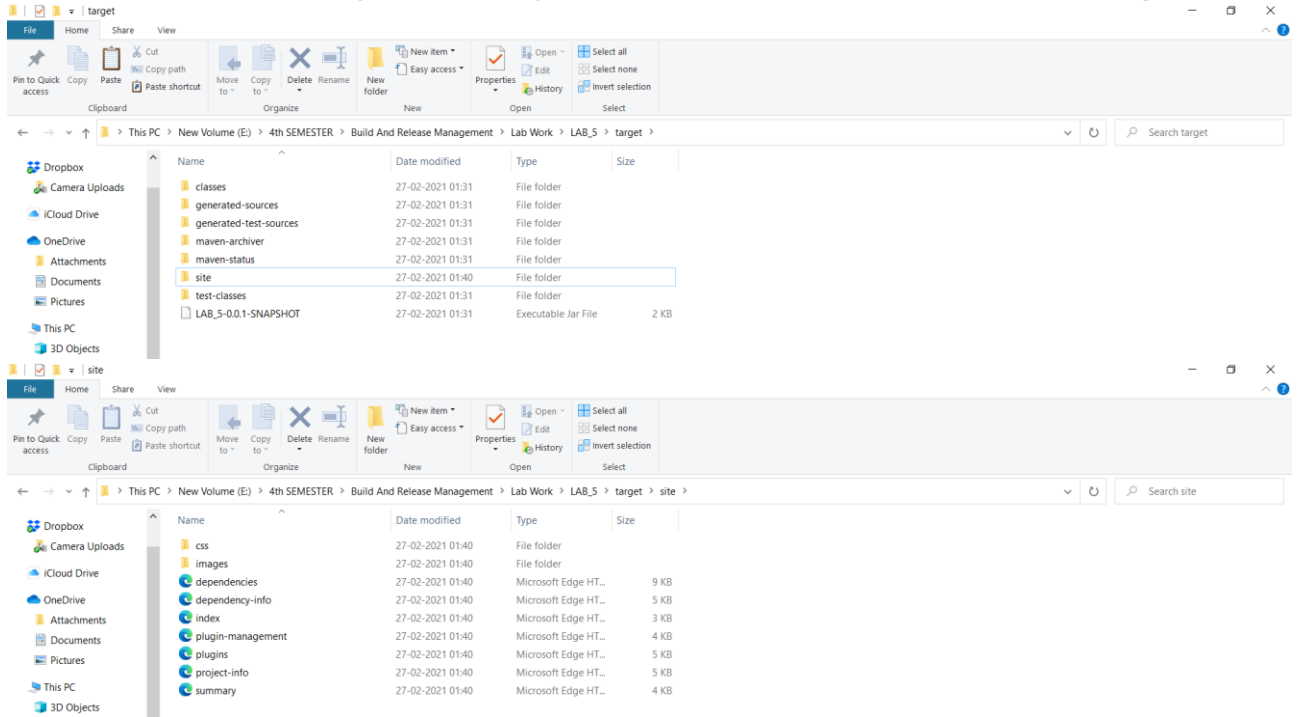 target
File Home Share View
Pin to Quick access Copy Paste Cut Copy path Paste shortcut Move to Copy to Delete Rename New folder New item Easy access Properties Open Edit History Select all Select none Invert selection
Clipboard Organize New Open Select
This PC > New Volume (E:) > 4th SEMESTER > Build And Release Management > Lab Work > LAB_5 > target > Search target
Dropbox
Camera Uploads
iCloud Drive
OneDrive
Attachments
Documents
Pictures
This PC
3D Objects
Name Date modified Type Size
classes 27-02-2021 01:31 File folder
generated-sources 27-02-2021 01:31 File folder
generated-test-sources 27-02-2021 01:31 File folder
maven-archiver 27-02-2021 01:31 File folder
maven-status 27-02-2021 01:31 File folder
site 27-02-2021 01:40 File folder
test-classes 27-02-2021 01:31 File folder
LAB_5-0.0.1-SNAPSHOT 27-02-2021 01:31 Executable Jar File 2 KB
site
File Home Share View
Pin to Quick access Copy Paste Cut Copy path Paste shortcut Move to Copy to Delete Rename New folder New item Easy access Properties Open Edit History Select all Select none Invert selection
Clipboard Organize New Open Select
This PC > New Volume (E:) > 4th SEMESTER > Build And Release Management > Lab Work > LAB_5 > target > site > Search site
Dropbox
Camera Uploads
iCloud Drive
OneDrive
Attachments
Documents
Pictures
This PC
3D Objects
Name Date modified Type Size
css 27-02-2021 01:40 File folder
images 27-02-2021 01:40 File folder
dependencies 27-02-2021 01:40 Microsoft Edge HT... 9 KB
dependency-info 27-02-2021 01:40 Microsoft Edge HT... 5 KB
index 27-02-2021 01:40 Microsoft Edge HT... 3 KB
plugin-management 27-02-2021 01:40 Microsoft Edge HT... 4 KB
plugins 27-02-2021 01:40 Microsoft Edge HT... 5 KB
project-info 27-02-2021 01:40 Microsoft Edge HT... 5 KB
summary 27-02-2021 01:40 Microsoft Edge HT... 4 KB